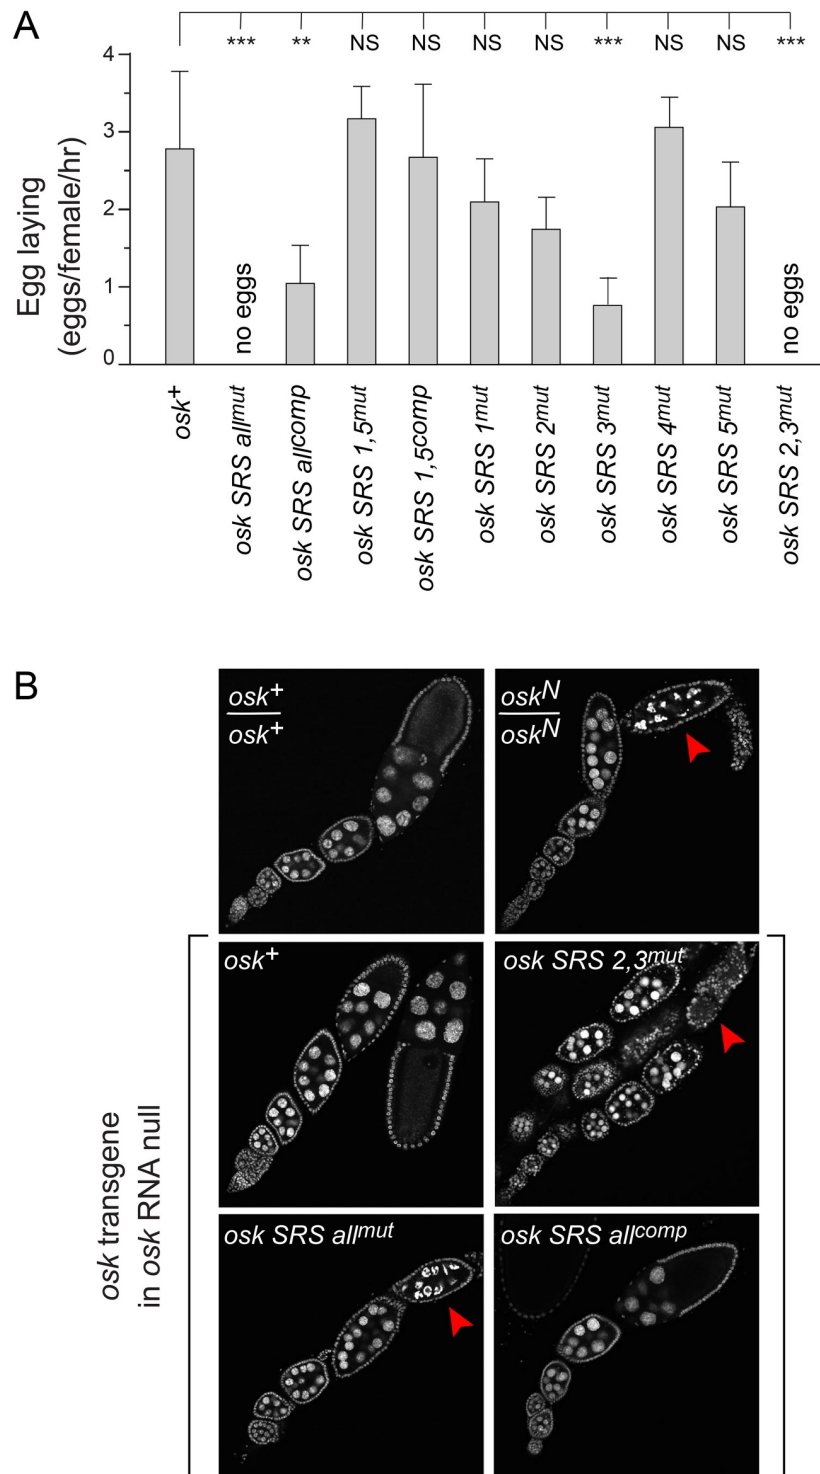 A
*** ** NS NS NS NS *** NS NS ***
Egg laying
(eggs/female/hr)
4
3
2
1
0
no eggs
no eggs
osk+
osk SRS allmut
osk SRS allcomp
osk SRS 1,5mut
osk SRS 1,5comp
osk SRS 1mut
osk SRS 2mut
osk SRS 3mut
osk SRS 4mut
osk SRS 5mut
osk SRS 2,3mut
B
osk+
osk+
oskN
oskN
osk transgene
in osk RNA null
osk+
osk SRS 2,3mut
osk SRS allmut
osk SRS allcomp